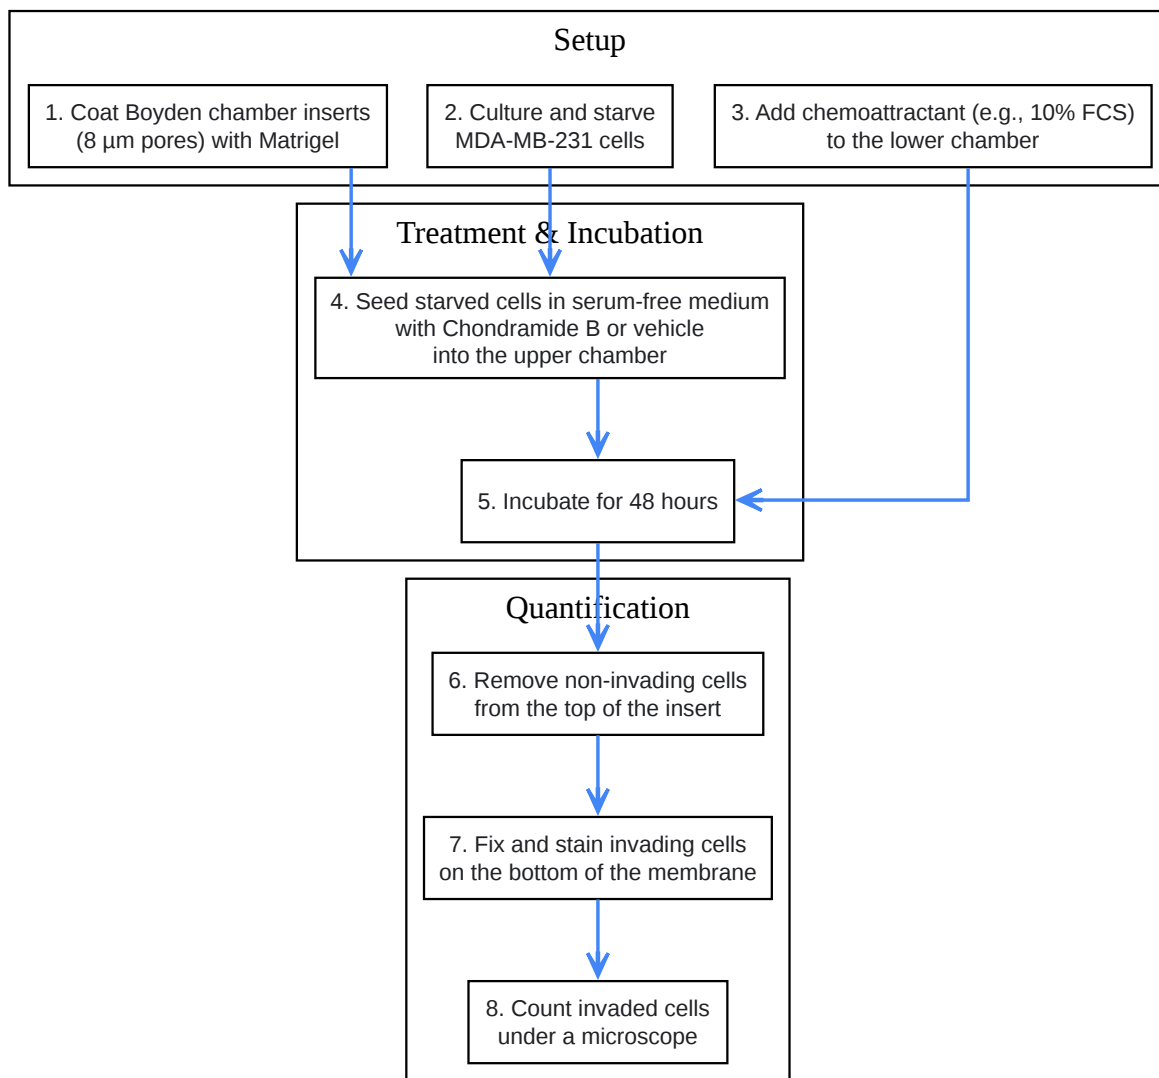 Setup
1. Coat Boyden chamber inserts
(8 µm pores) with Matrigel
2. Culture and starve
MDA-MB-231 cells
3. Add chemoattractant (e.g., 10% FCS)
to the lower chamber
Treatment & Incubation
4. Seed starved cells in serum-free medium
with Chondramide B or vehicle
into the upper chamber
5. Incubate for 48 hours
Quantification
6. Remove non-invading cells
from the top of the insert
7. Fix and stain invading cells
on the bottom of the membrane
8. Count invaded cells
under a microscope